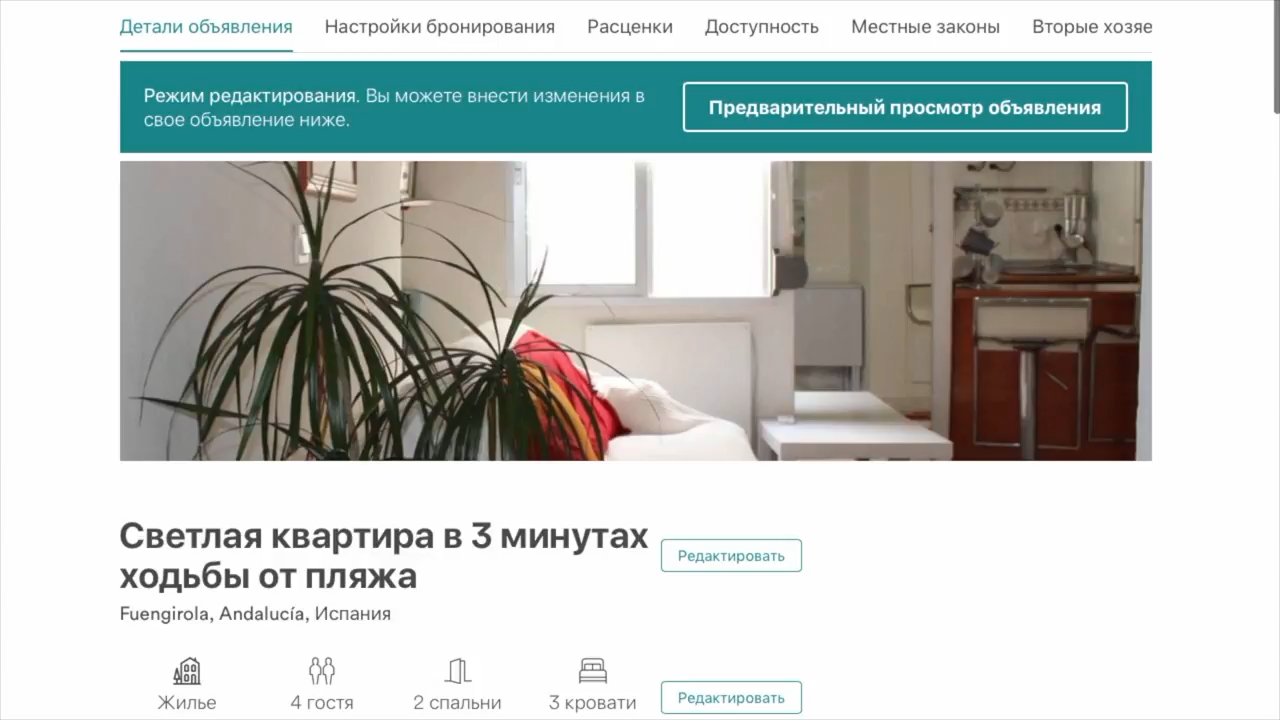 Детали объявления Настройки бронирования Расценки Доступность Местные законы Вторые хозяе
Режим редактирования. Вы можете внести изменения в
свое объявление ниже.
Предварительный просмотр объявления
Светлая квартира в 3 минутах
ходьбы от пляжа
Редактировать
Fuengirola, Andalucía, Испания
Жилье 4 гостя 2 спальни 3 кровати
Редактировать